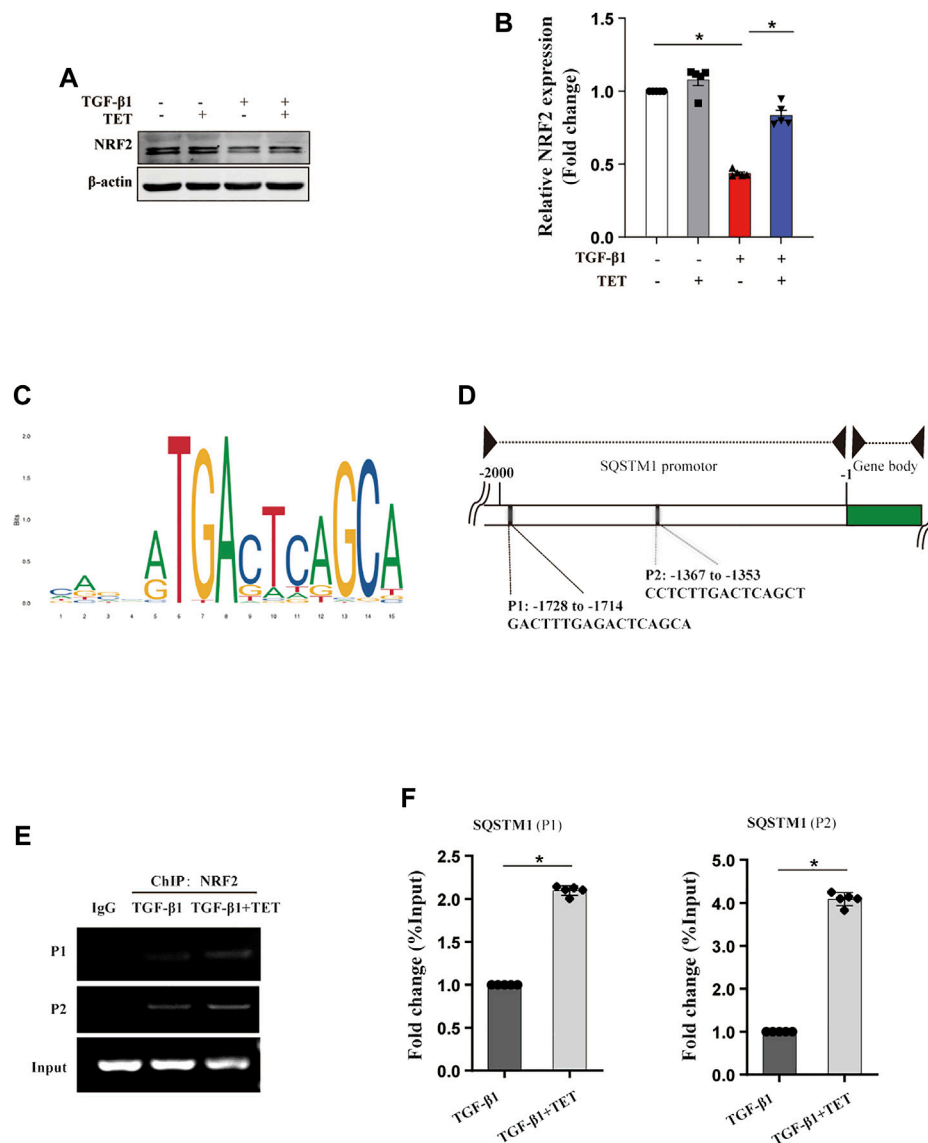 A
TGF-β1 - - + +
TET - + - +
NRF2
β-actin
B
Relative NRF2 expression
(Fold change)
1.5
1.0
0.5
0.0
*
*
TGF-β1 - - + +
TET - + - +
C
Bits
2.0
1.5
1.0
0.5
0.0
ATGACTCAGCA
1 2 3 4 5 6 7 8 9 10 11 12 13 14 15
D
-2000
SQSTM1 promotor
-1
Gene body
P1: -1728 to -1714
GACTTTGAGACTCAGCA
P2: -1367 to -1353
CCTCTTGACTCAGCT
E
ChIP: NRF2
IgG TGF-β1 TGF-β1+TET
P1
P2
Input
F
SQSTM1 (P1)
Fold change (%Input)
2.5
2.0
1.5
1.0
0.5
0.0
*
TGF-β1
TGF-β1+TET
SQSTM1 (P2)
Fold change (%Input)
5.0
4.0
3.0
2.0
1.0
0.0
*
TGF-β1
TGF-β1+TET